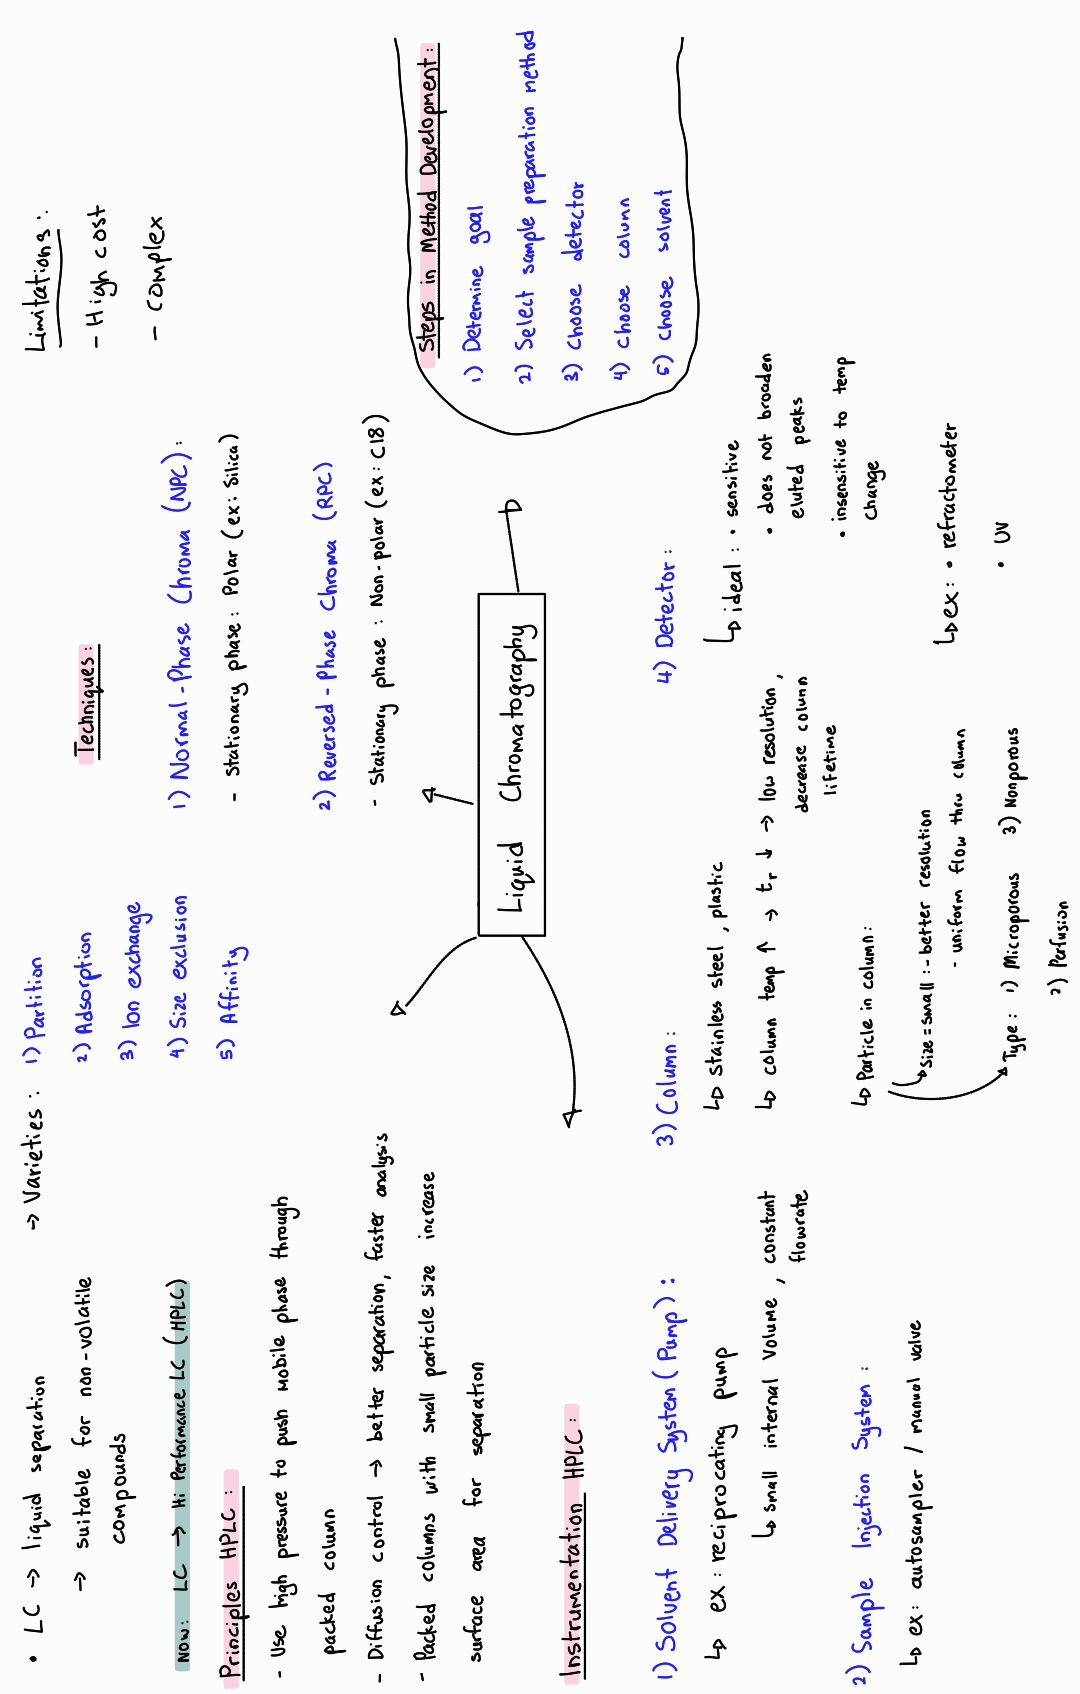 • LC → liquid separation
→ suitable for non-volatile
compounds
NOW: LC → Hi Performance LC (HPLC)
→ Varieties :
1) Partition
2) Adsorption
3) Ion exchange
4) Size exclusion
5) Affinity
Principles HPLC :
- Use high pressure to push mobile phase through
packed column
- Diffusion control → better separation, faster analysis
- Packed columns with small particle size increase
surface area for separation
Techniques :
1) Normal-Phase Chroma (NPC) :
- Stationary phase : Polar (ex: Silica)
2) Reversed-Phase Chroma (RPC)
- Stationary phase : Non-polar (ex: C18)
Limitations :
- High cost
- complex
Liquid Chromatography
Steps in Method Development :
1) Determine goal
2) Select sample preparation method
3) Choose detector
4) Choose column
5) Choose solvent
Instrumentation HPLC :
1) Solvent Delivery System (Pump) :
↳ ex : reciprocating pump
↳ small internal volume , constant
flowrate
2) Sample Injection System :
↳ ex: autosampler / manual valve
3) Column :
↳ stainless steel , plastic
↳ column temp ↑ → tr ↓ → low resolution ,
decrease column
lifetime
↳ Particle in column :
Size = small : - better resolution
- uniform flow thru column
Type : 1) Microporous 3) Nonporous
2) Perfusion
4) Detector :
↳ ideal : • sensitive
• does not broaden
eluted peaks
• insensitive to temp
change
↳ ex : • refractometer
• UV